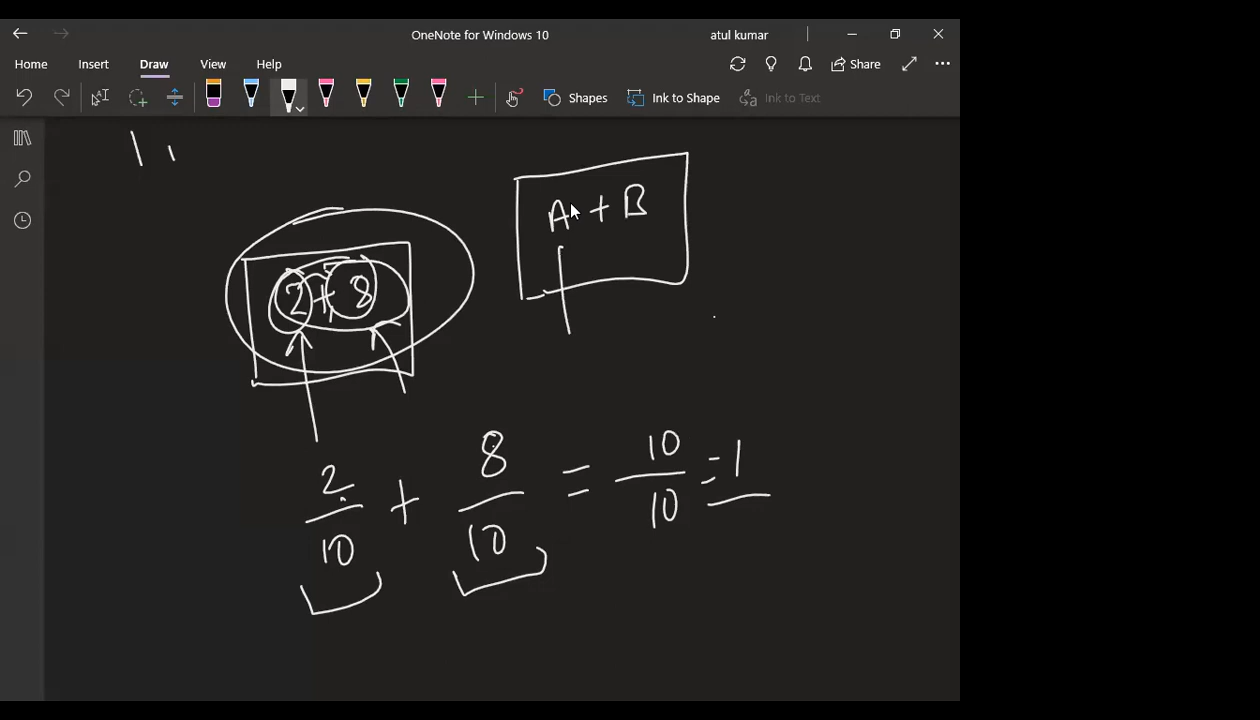 OneNote for Windows 10
atul kumar
Home Insert Draw View Help
Share
Shapes Ink to Shape Ink to Text
A + B
2 + 8
2/10 + 8/10 = 10/10 = 1